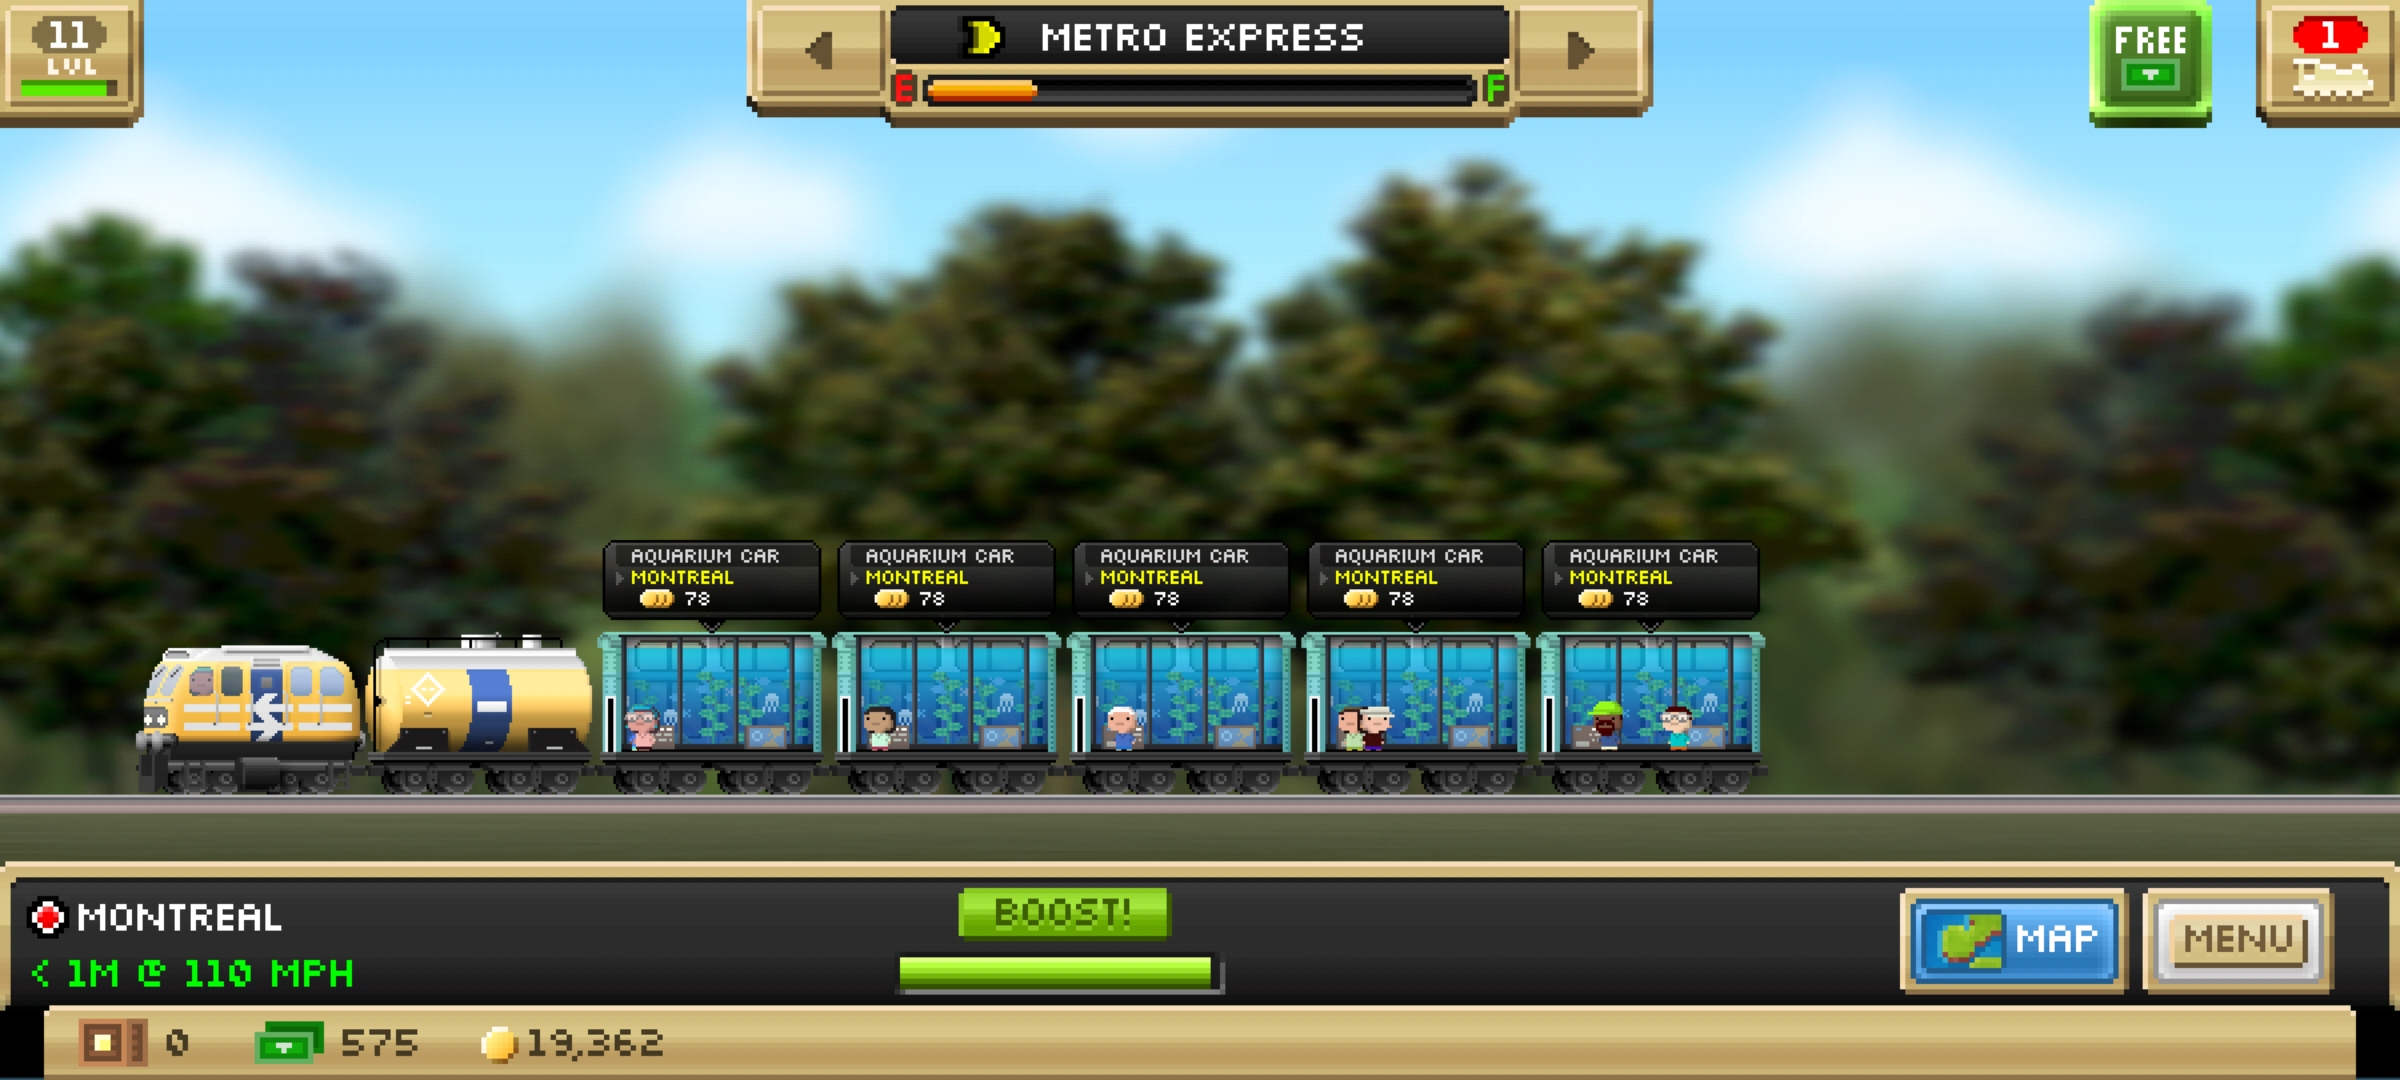 11
LVL
METRO EXPRESS
E F
FREE
1
AQUARIUM CAR
MONTREAL
78
AQUARIUM CAR
MONTREAL
78
AQUARIUM CAR
MONTREAL
78
AQUARIUM CAR
MONTREAL
78
AQUARIUM CAR
MONTREAL
78
MONTREAL
< 1M @ 110 MPH
BOOST!
MAP
MENU
0
575
19,362